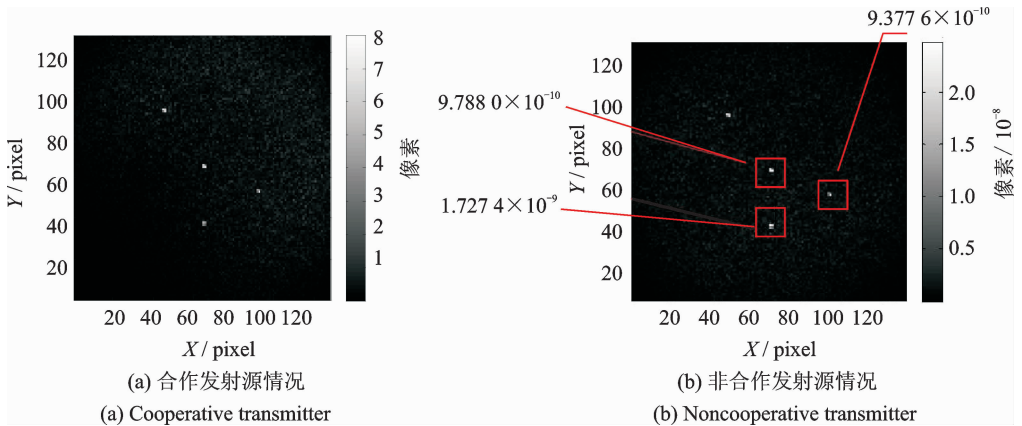 120
100
80
60
40
20
Y / pixel
20 40 60 80 100 120
X / pixel
8
7
6
5
4
3
2
1
像素
(a) 合作发射源情况
(a) Cooperative transmitter
9.377 6×10⁻¹⁰
9.788 0×10⁻¹⁰
1.727 4×10⁻⁹
120
100
80
60
40
20
Y / pixel
20 40 60 80 100 120
X / pixel
2.0
1.5
1.0
0.5
像素 / 10⁻⁸
(b) 非合作发射源情况
(b) Noncooperative transmitter